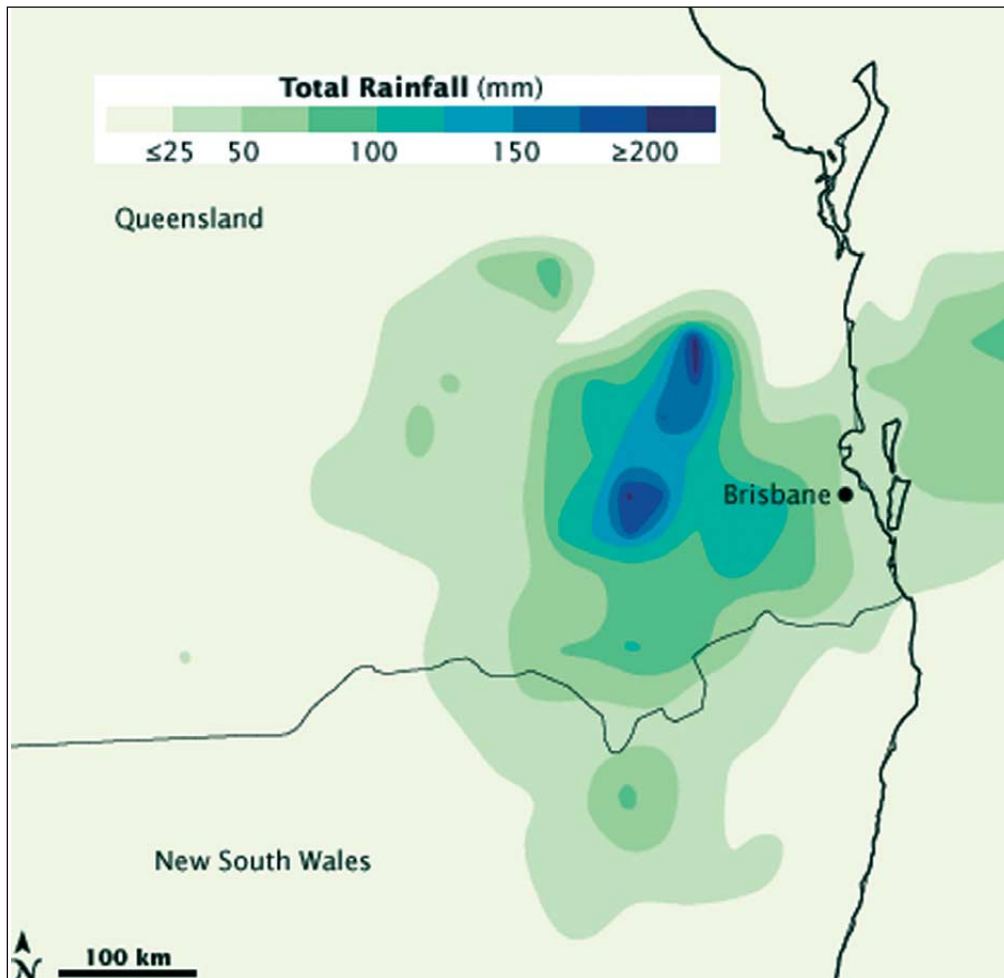 Total Rainfall (mm)
≤25 50 100 150 ≥200
Queensland
Brisbane
New South Wales
N
100 km